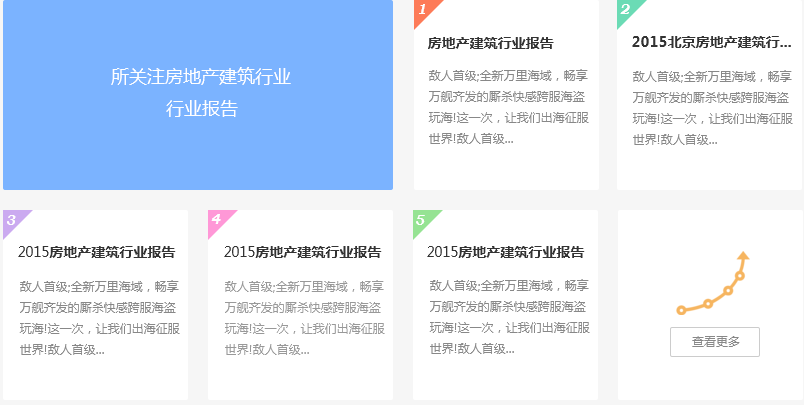 所关注房地产建筑行业
行业报告
1
房地产建筑行业报告
敌人首级;全新万里海域，畅享
万舰齐发的厮杀快感跨服海盗
玩海!这一次，让我们出海征服
世界!敌人首级...
2
2015北京房地产建筑行...
敌人首级;全新万里海域，畅享
万舰齐发的厮杀快感跨服海盗
玩海!这一次，让我们出海征服
世界!敌人首级...
3
2015房地产建筑行业报告
敌人首级;全新万里海域，畅享
万舰齐发的厮杀快感跨服海盗
玩海!这一次，让我们出海征服
世界!敌人首级...
4
2015房地产建筑行业报告
敌人首级;全新万里海域，畅享
万舰齐发的厮杀快感跨服海盗
玩海!这一次，让我们出海征服
世界!敌人首级...
5
2015房地产建筑行业报告
敌人首级;全新万里海域，畅享
万舰齐发的厮杀快感跨服海盗
玩海!这一次，让我们出海征服
世界!敌人首级...
查看更多